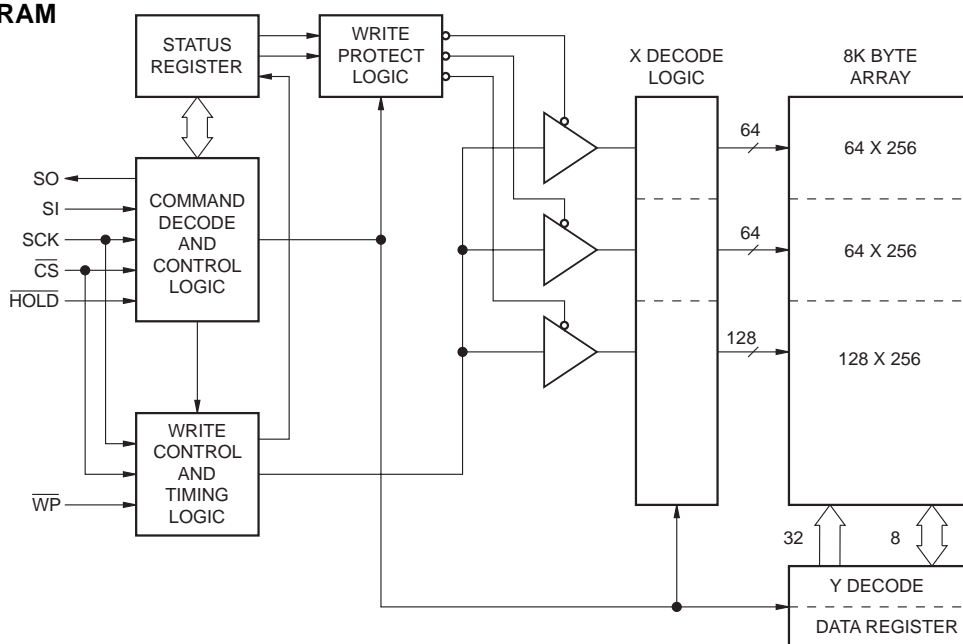 RAM
STATUS
REGISTER
WRITE
PROTECT
LOGIC
X DECODE
LOGIC
8K BYTE
ARRAY
64
64 X 256
SO
SI
SCK
CS
HOLD
COMMAND
DECODE
AND
CONTROL
LOGIC
64
64 X 256
128
128 X 256
WP
WRITE
CONTROL
AND
TIMING
LOGIC
32
8
Y DECODE
DATA REGISTER